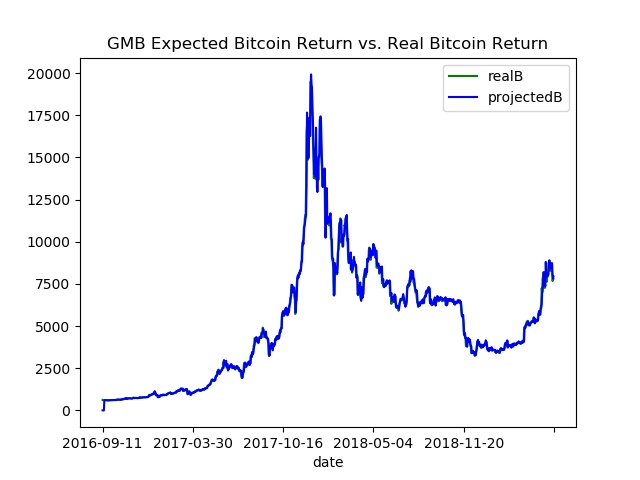 GMB Expected Bitcoin Return vs. Real Bitcoin Return
realB
projectedB
20000
17500
15000
12500
10000
7500
5000
2500
0
2016-09-11 2017-03-30 2017-10-16 2018-05-04 2018-11-20
date